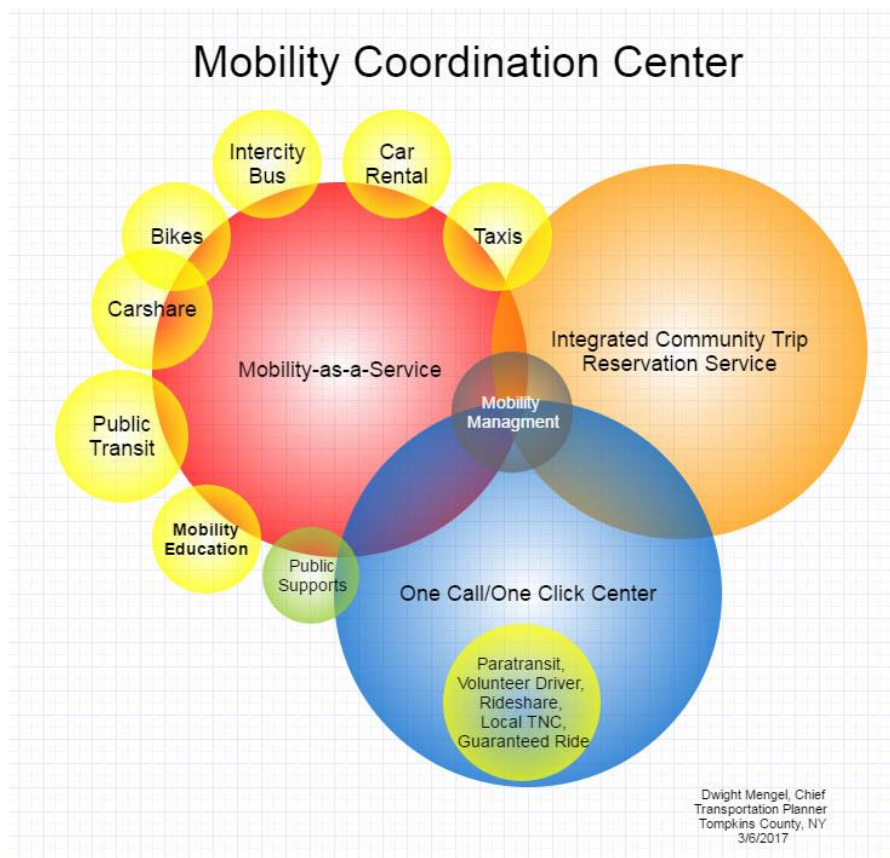 Mobility Coordination Center
Intercity
Bus
Car
Rental
Bikes
Taxis
Carshare
Integrated Community Trip
Reservation Service
Mobility-as-a-Service
Mobility
Managment
Public
Transit
Mobility
Education
Public
Supports
One Call/One Click Center
Paratransit,
Volunteer Driver,
Rideshare,
Local TNC,
Guaranteed Ride
Dwight Mengel, Chief
Transportation Planner
Tompkins County, NY
3/6/2017